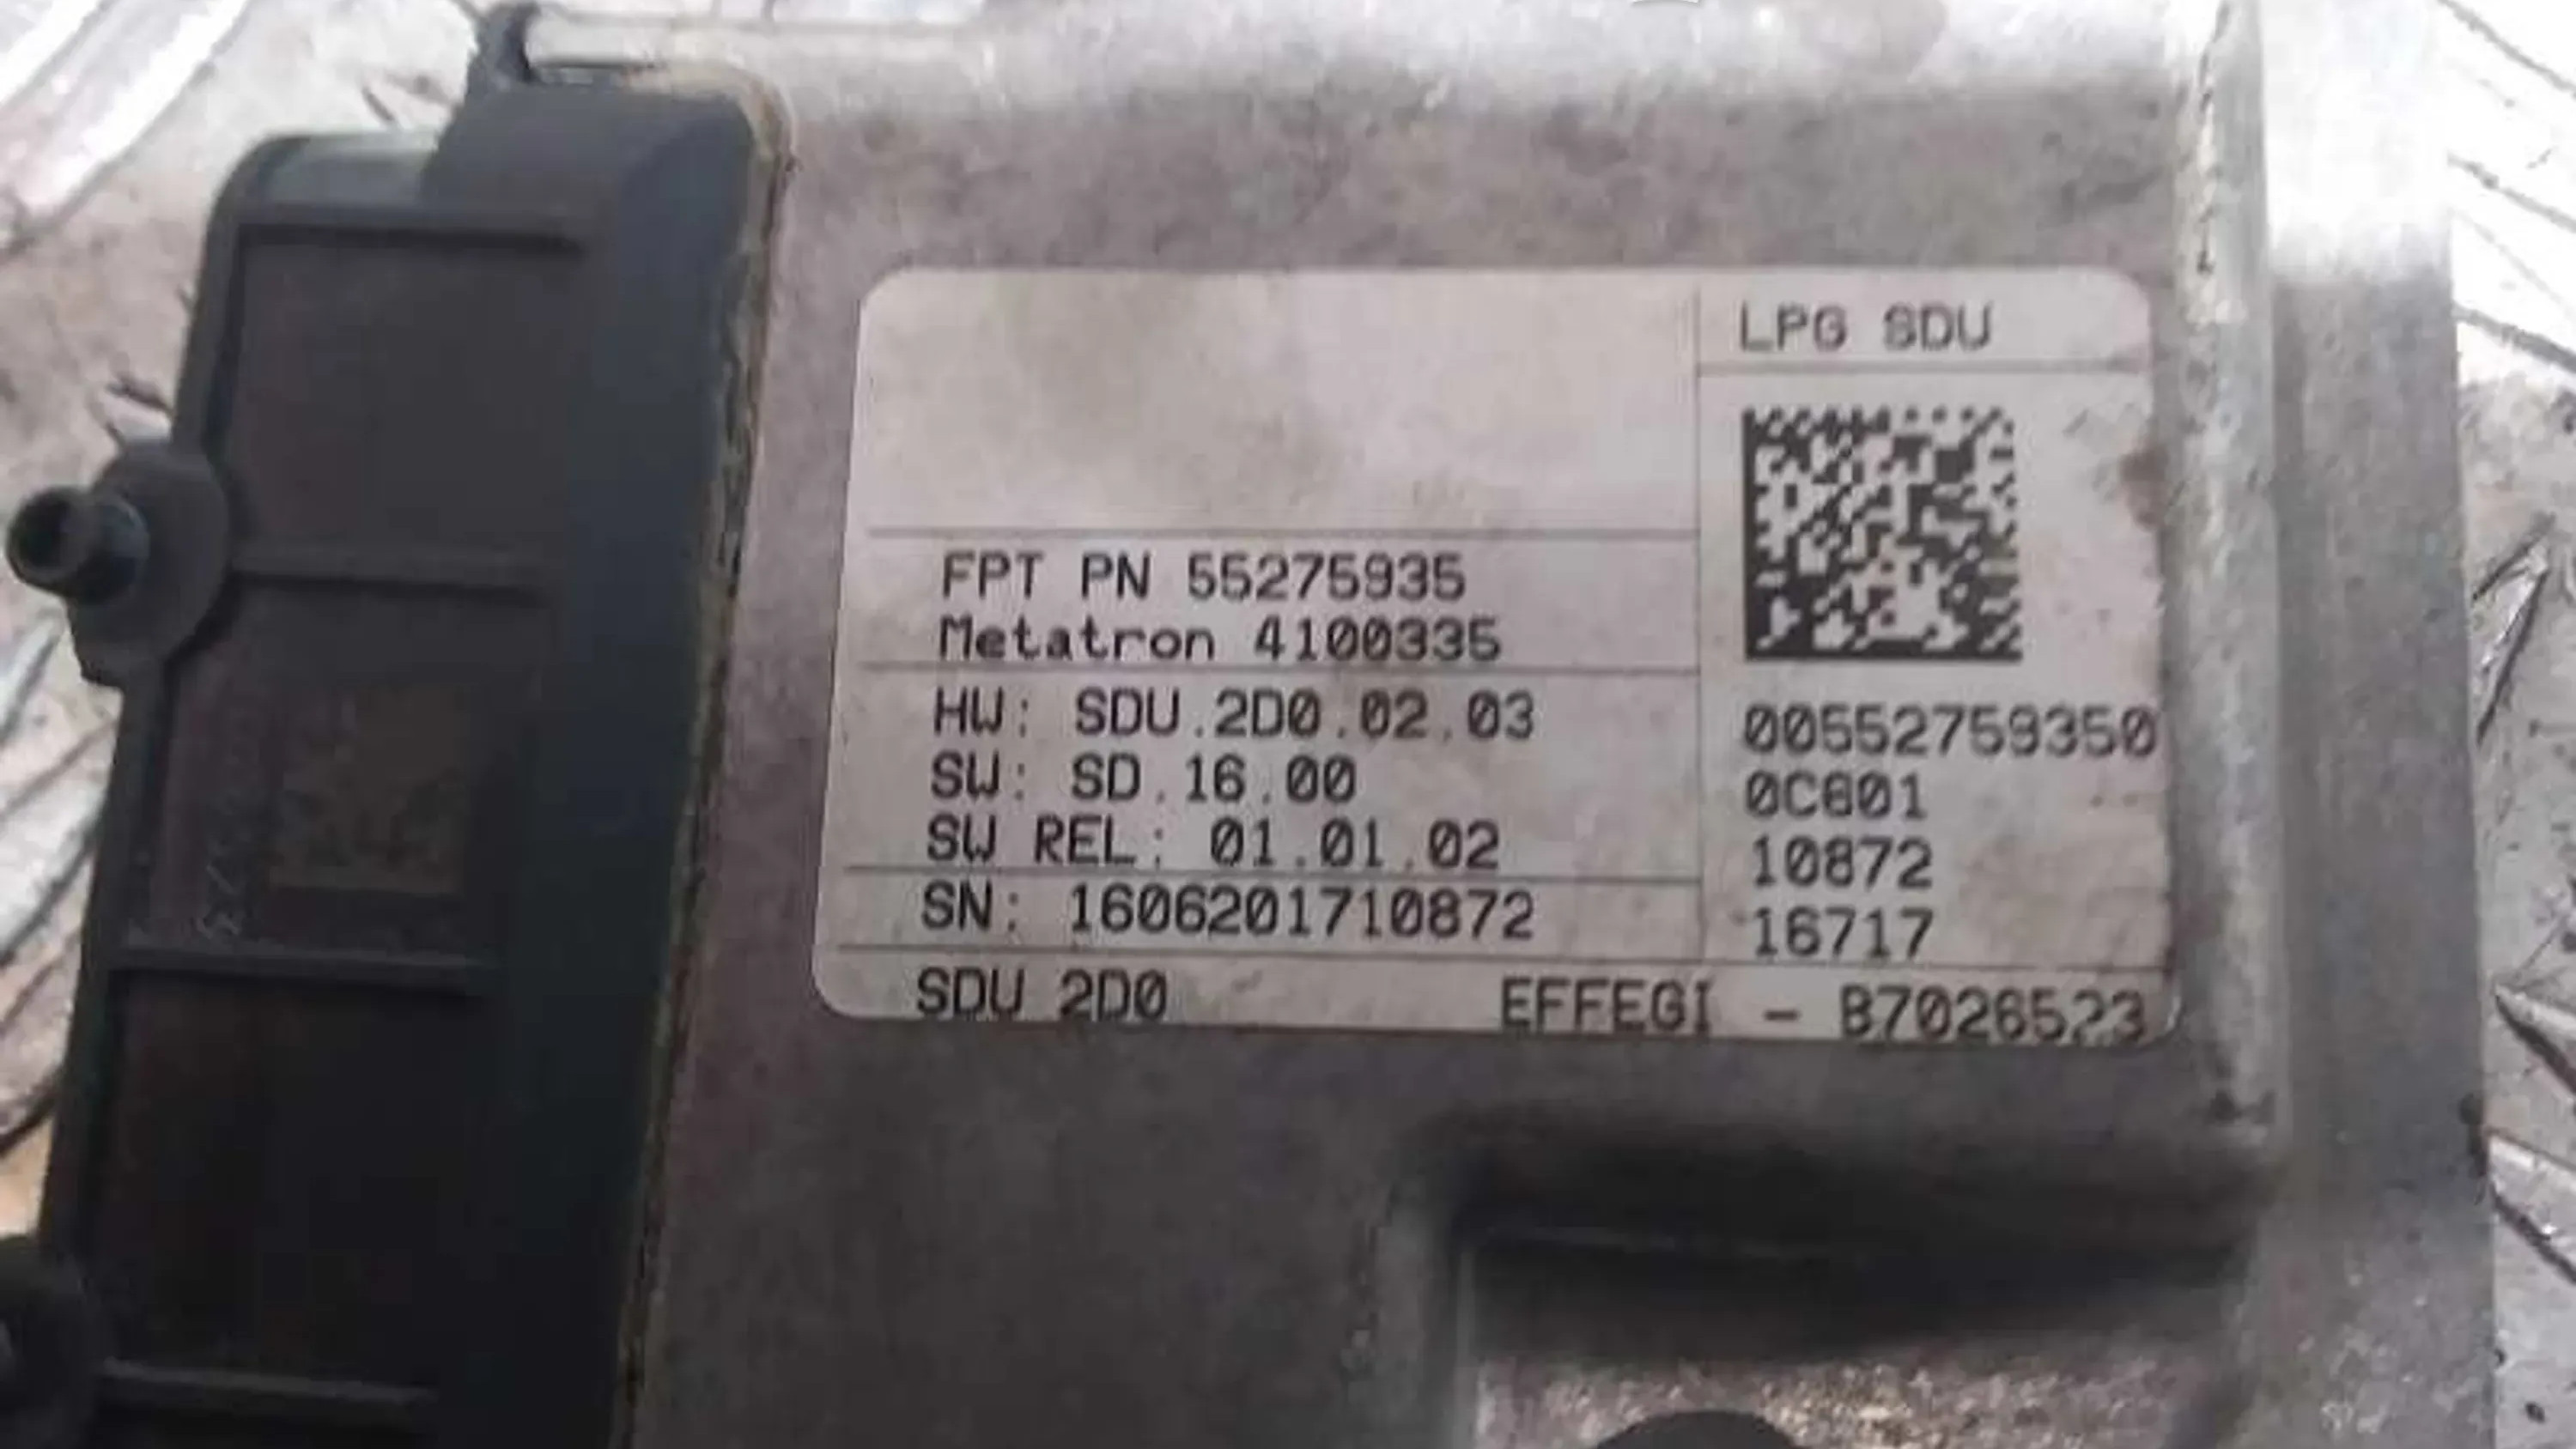 LPG SDU
FPT PN 55275935
Metatron 4100335
HW: SDU.2D0.02.03
SW: SD.16.00
SW REL: 01.01.02
SN: 1606201710872
00552759350
0C801
10872
16717
SDU 2D0 EFFEGI - B7026523